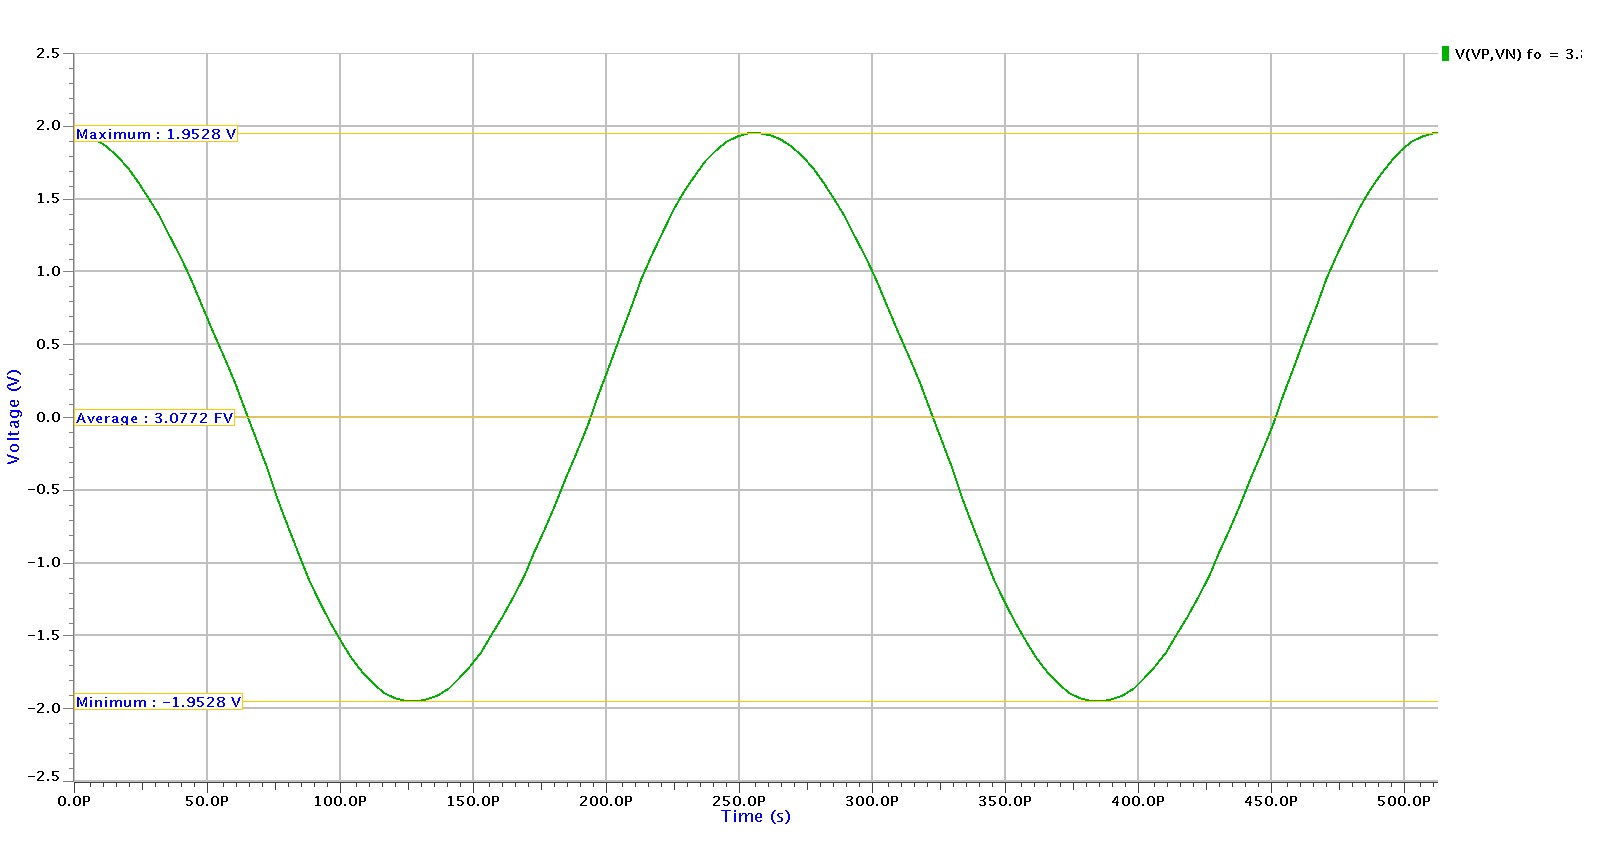 V(VP,VN) fo = 3.
2.5
2.0
Maximum : 1.9528 V
1.5
1.0
0.5
0.0
Average : 3.0772 FV
-0.5
-1.0
-1.5
-2.0
Minimum : -1.9528 V
-2.5
Voltage (V)
0.0P 50.0P 100.0P 150.0P 200.0P 250.0P 300.0P 350.0P 400.0P 450.0P 500.0P
Time (s)